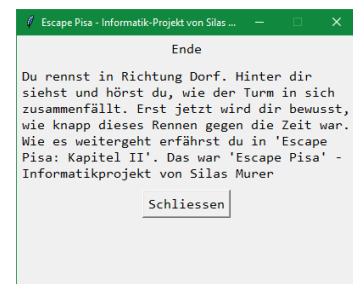 Escape Pisa - Informatik-Projekt von Silas ...
Ende
Du rennst in Richtung Dorf. Hinter dir
siehst und hörst du, wie der Turm in sich
zusammenfällt. Erst jetzt wird dir bewusst,
wie knapp dieses Rennen gegen die Zeit war.
Wie es weitergeht erfährst du in 'Escape
Pisa: Kapitel II'. Das war 'Escape Pisa' -
Informatikprojekt von Silas Murer
Schliessen